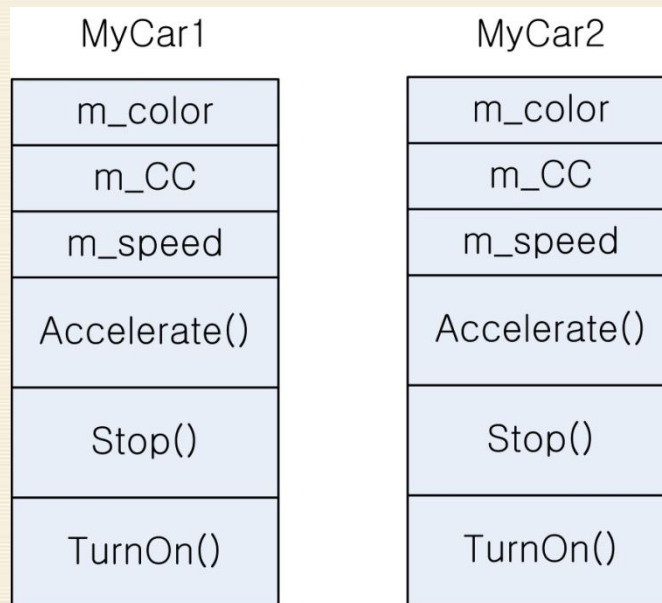 MyCar1
m_color
m_CC
m_speed
Accelerate()
Stop()
TurnOn()
MyCar2
m_color
m_CC
m_speed
Accelerate()
Stop()
TurnOn()